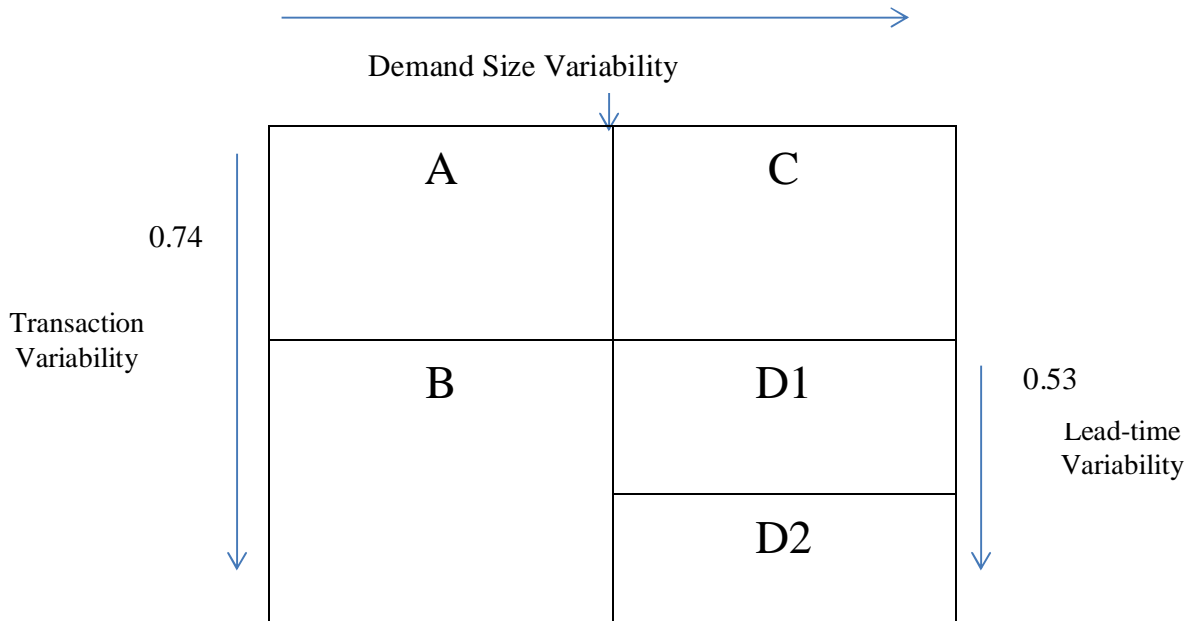 Demand Size Variability
A
C
0.74
Transaction
Variability
B
D1
0.53
Lead-time
Variability
D2